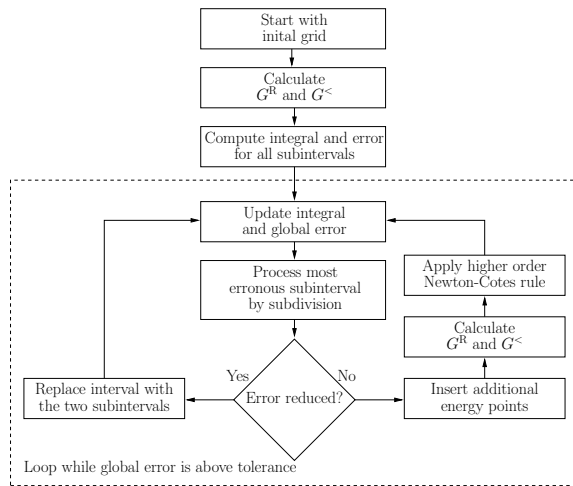 Start with
inital grid
Calculate
G^R and G^<
Compute integral and error
for all subintervals
Update integral
and global error
Process most
erronous subinterval
by subdivision
Apply higher order
Newton-Cotes rule
Calculate
G^R and G^<
Yes
No
Error reduced?
Replace interval with
the two subintervals
Insert additional
energy points
Loop while global error is above tolerance